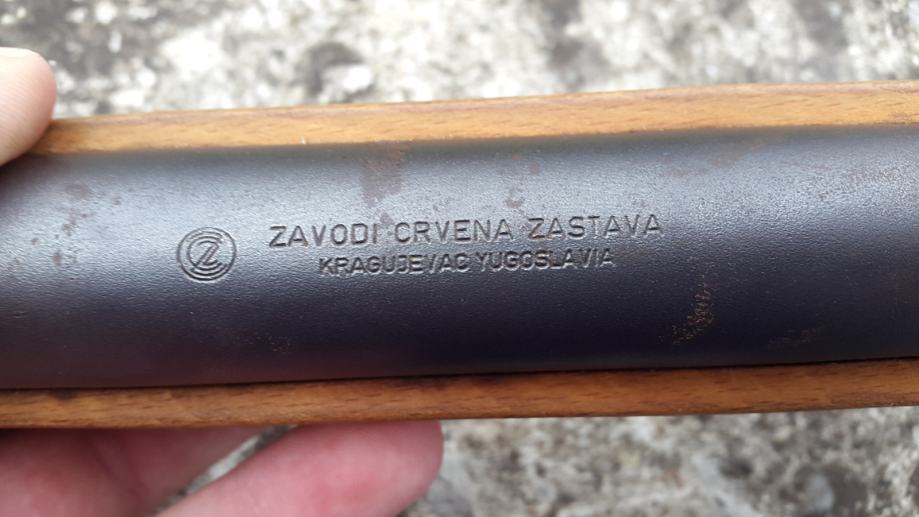 ZAVODI CRVENA ZASTAVA
KRAGUJEVAC YUGOSLAVIA